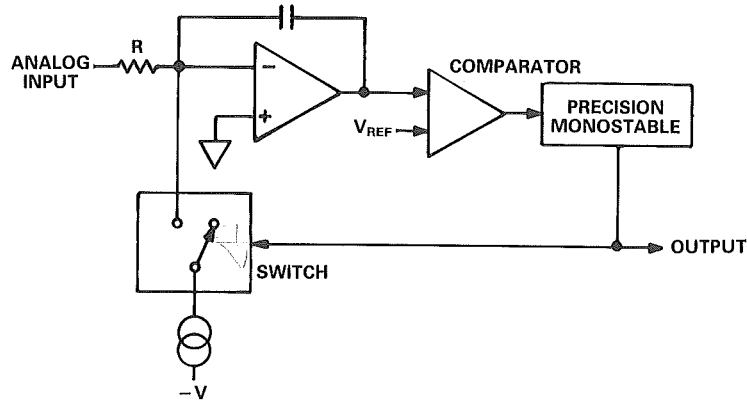 R
ANALOG
INPUT
−
+
COMPARATOR
V_REF
PRECISION
MONOSTABLE
OUTPUT
SWITCH
−V